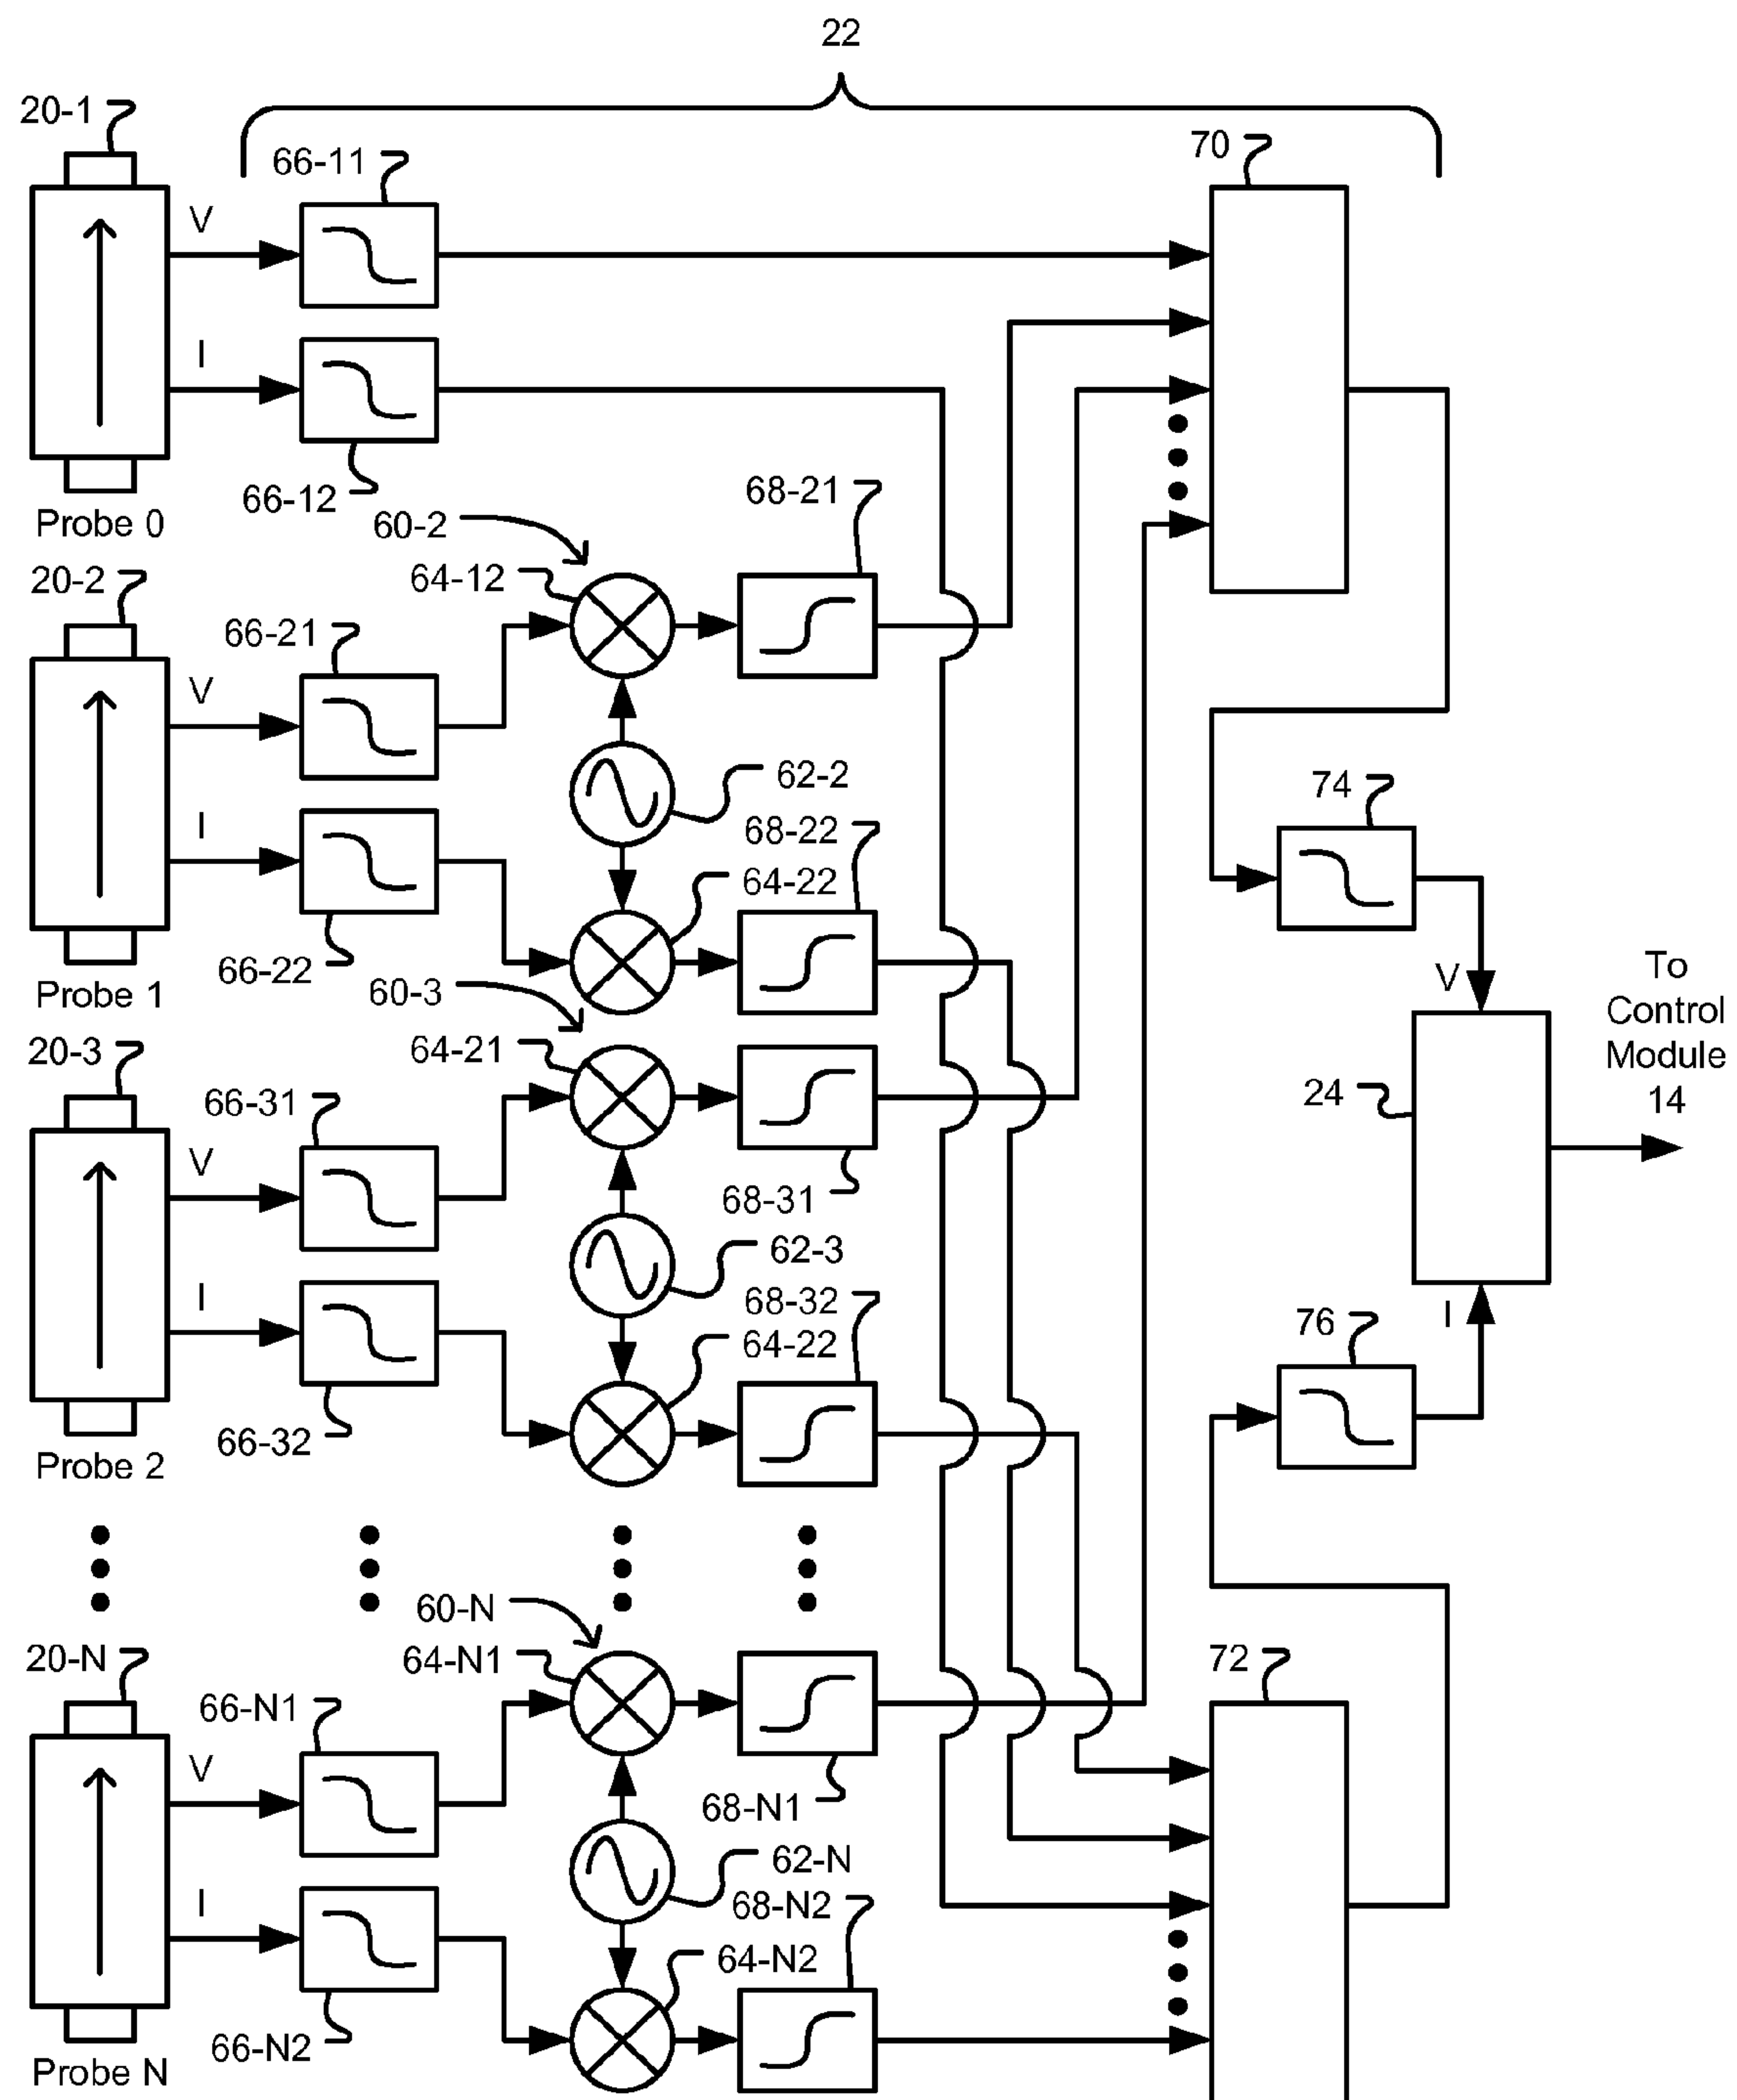 22
20-1
66-11
70
V
I
66-12
Probe 0
60-2
68-21
64-12
20-2
66-21
V
62-2
74
68-22
I
64-22
66-22
Probe 1
60-3
V
To
Control
Module
14
20-3
64-21
24
66-31
V
68-31
62-3
68-32
I
64-22
76
I
66-32
Probe 2
60-N
64-N1
20-N
72
66-N1
V
68-N1
62-N
68-N2
I
64-N2
66-N2
Probe N